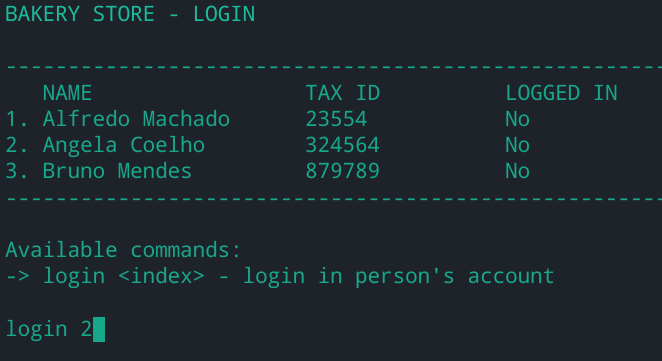 BAKERY STORE - LOGIN
-----------------------------------------------------
NAME TAX ID LOGGED IN
1. Alfredo Machado 23554 No
2. Angela Coelho 324564 No
3. Bruno Mendes 879789 No
-----------------------------------------------------
Available commands:
-> login <index> - login in person's account
login 2